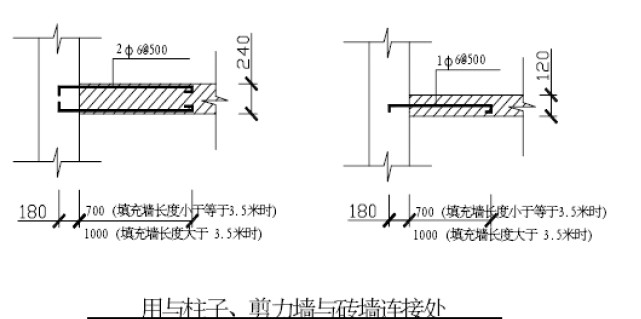 2ф6@500
240
180
700 (填充墙长度小于等于3.5米时)
1000 (填充墙长度大于 3.5米时)
1ф6@500
120
180
700 (填充墙长度小于等于3.5米时)
1000 (填充墙长度大于 3.5米时)
用与柱子、剪力墙与砖墙连接处